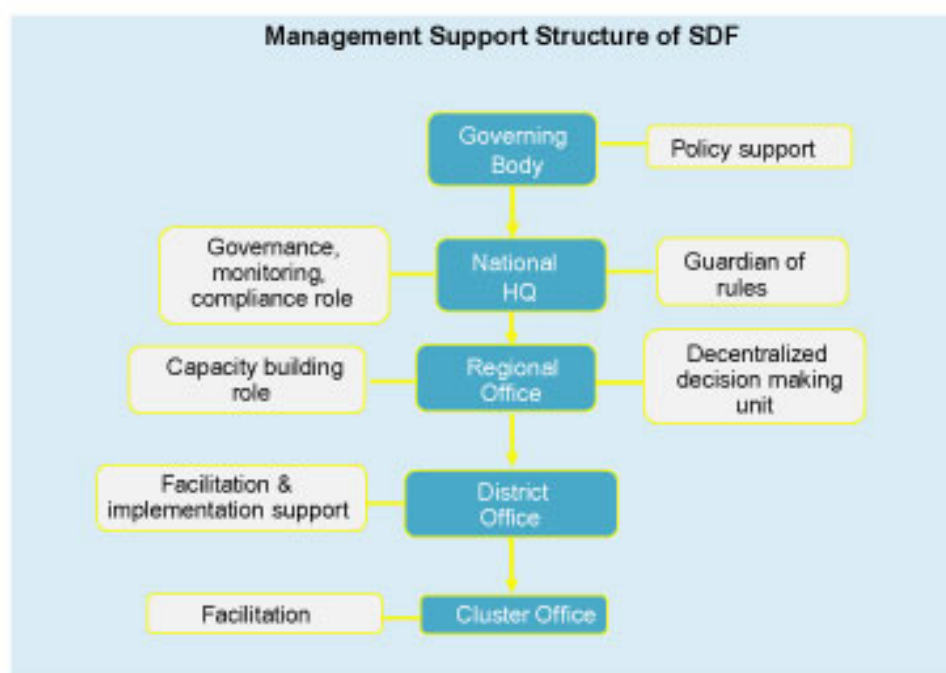 Management Support Structure of SDF
Governing
Body
Policy support
Governance,
monitoring,
compliance role
National
HQ
Guardian of
rules
Capacity building
role
Regional
Office
Decentralized
decision making
unit
Facilitation &
implementation support
District
Office
Facilitation
Cluster Office